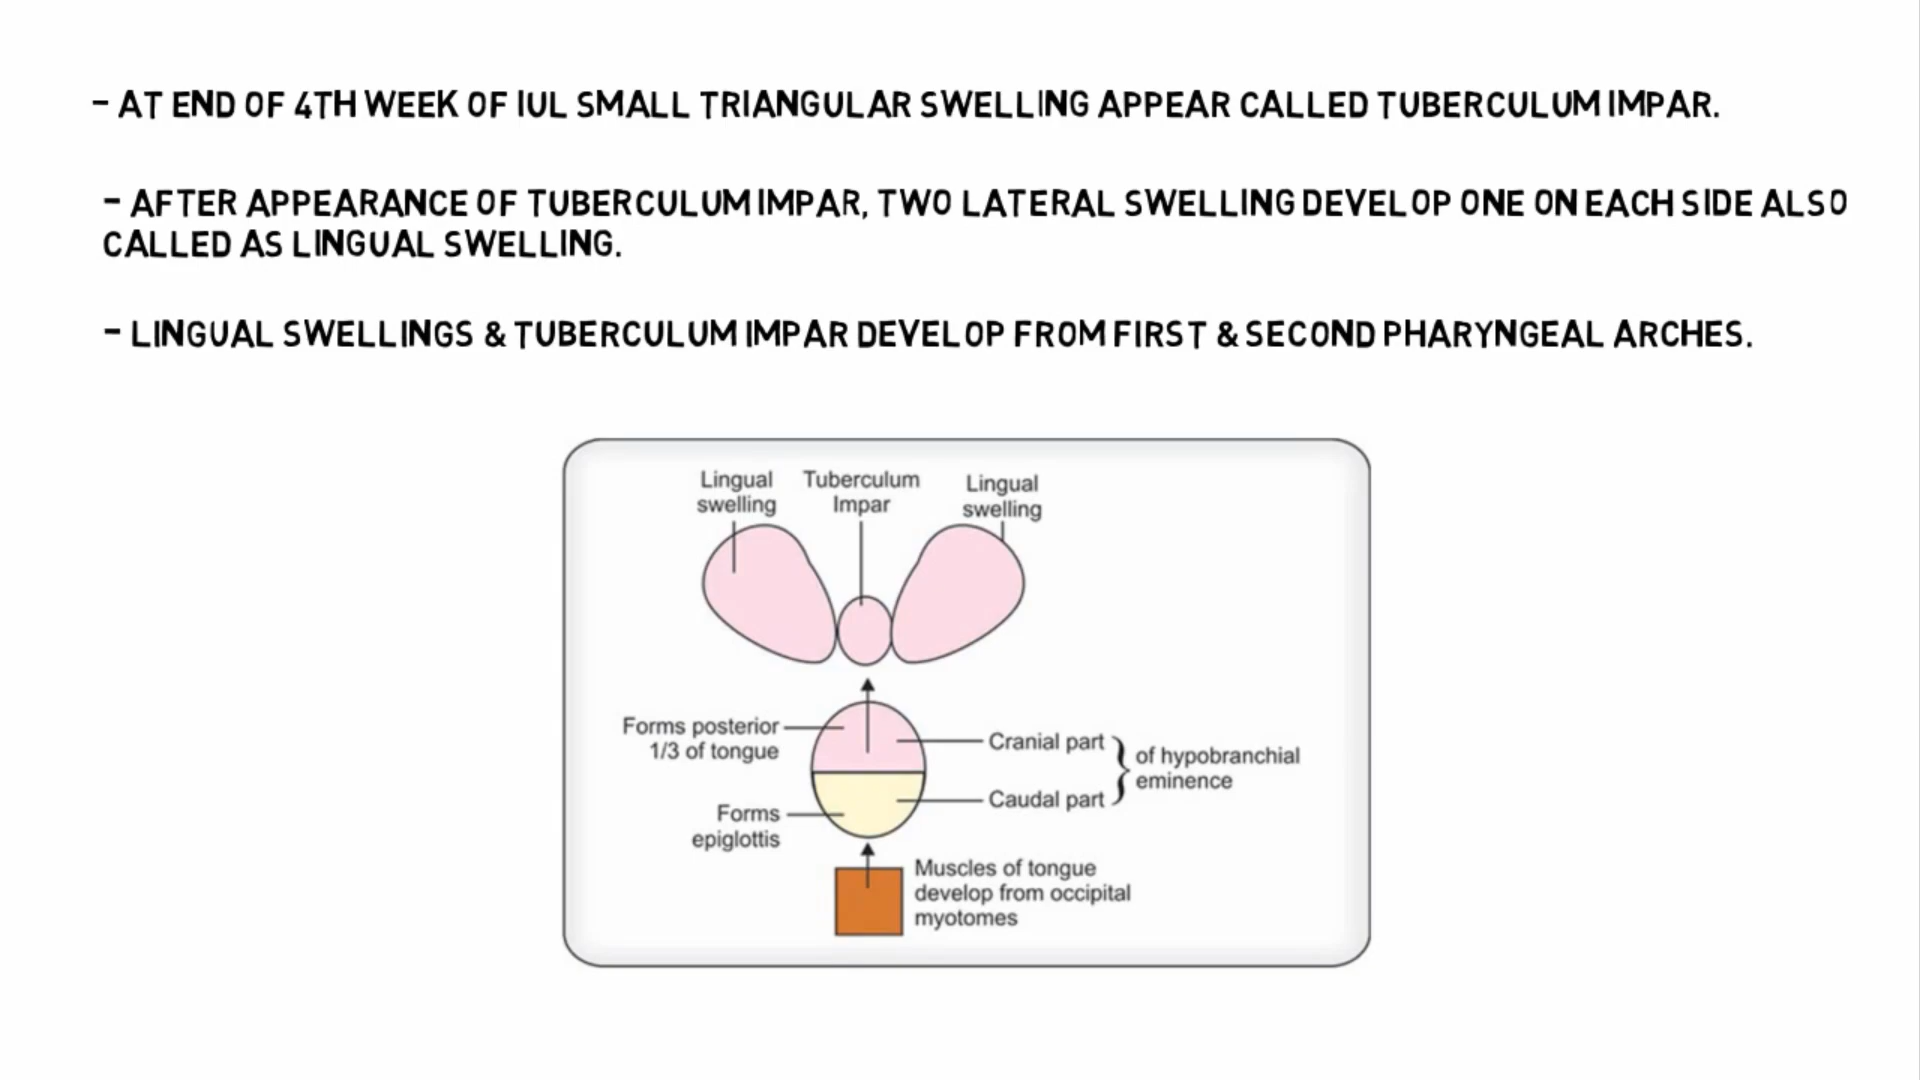 - AT END OF 4TH WEEK OF IUL SMALL TRIANGULAR SWELLING APPEAR CALLED TUBERCULUM IMPAR.
- AFTER APPEARANCE OF TUBERCULUM IMPAR, TWO LATERAL SWELLING DEVELOP ONE ON EACH SIDE ALSO
CALLED AS LINGUAL SWELLING.
- LINGUAL SWELLINGS & TUBERCULUM IMPAR DEVELOP FROM FIRST & SECOND PHARYNGEAL ARCHES.
Lingual
swelling
Tuberculum
Impar
Lingual
swelling
Forms posterior
1/3 of tongue
Cranial part
Caudal part
of hypobranchial
eminence
Forms
epiglottis
Muscles of tongue
develop from occipital
myotomes